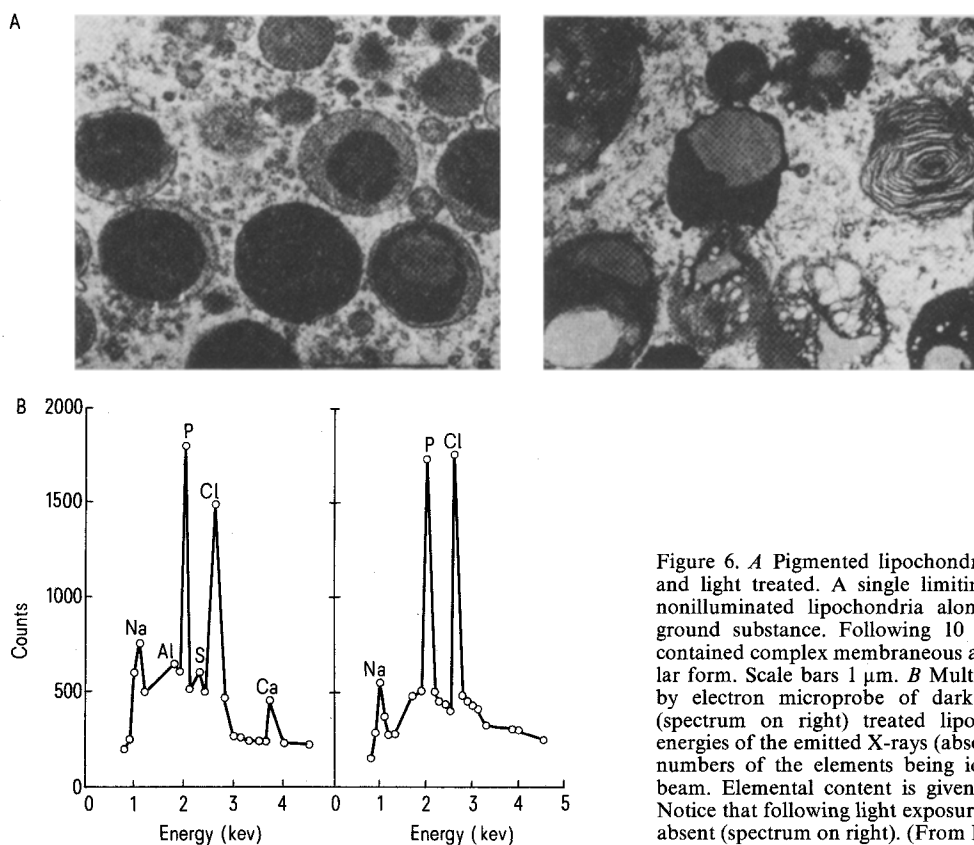 A
B
2000
1500
1000
500
0
Counts
Na
Al
P
S
Cl
Ca
0 1 2 3 4
Energy (kev)
Na
P
Cl
0 1 2 3 4 5
Energy (kev)
Figure 6. A Pigmented lipochondr
and light treated. A single limitin
nonilluminated lipochondria alon
ground substance. Following 10
contained complex membraneous a
lar form. Scale bars 1 µm. B Mult
by electron microprobe of dark
(spectrum on right) treated lipo
energies of the emitted X-rays (abs
numbers of the elements being i
beam. Elemental content is given
Notice that following light exposur
absent (spectrum on right). (From